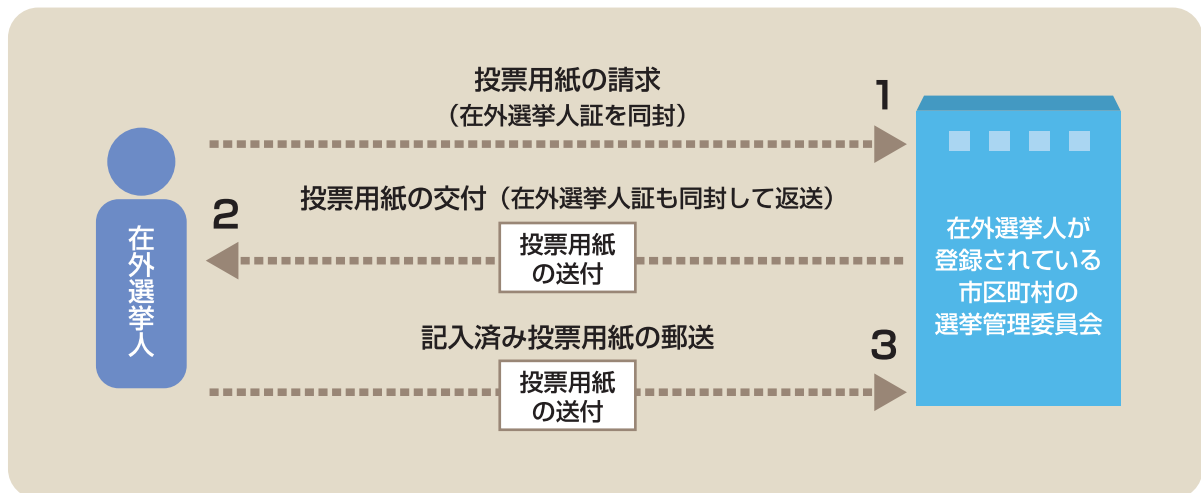 投票用紙の請求
（在外選挙人証を同封）
1
投票用紙の交付（在外選挙人証も同封して返送）
2
投票用紙
の送付
在外選挙人
在外選挙人が
登録されている
市区町村の
選挙管理委員会
記入済み投票用紙の郵送
3
投票用紙
の送付